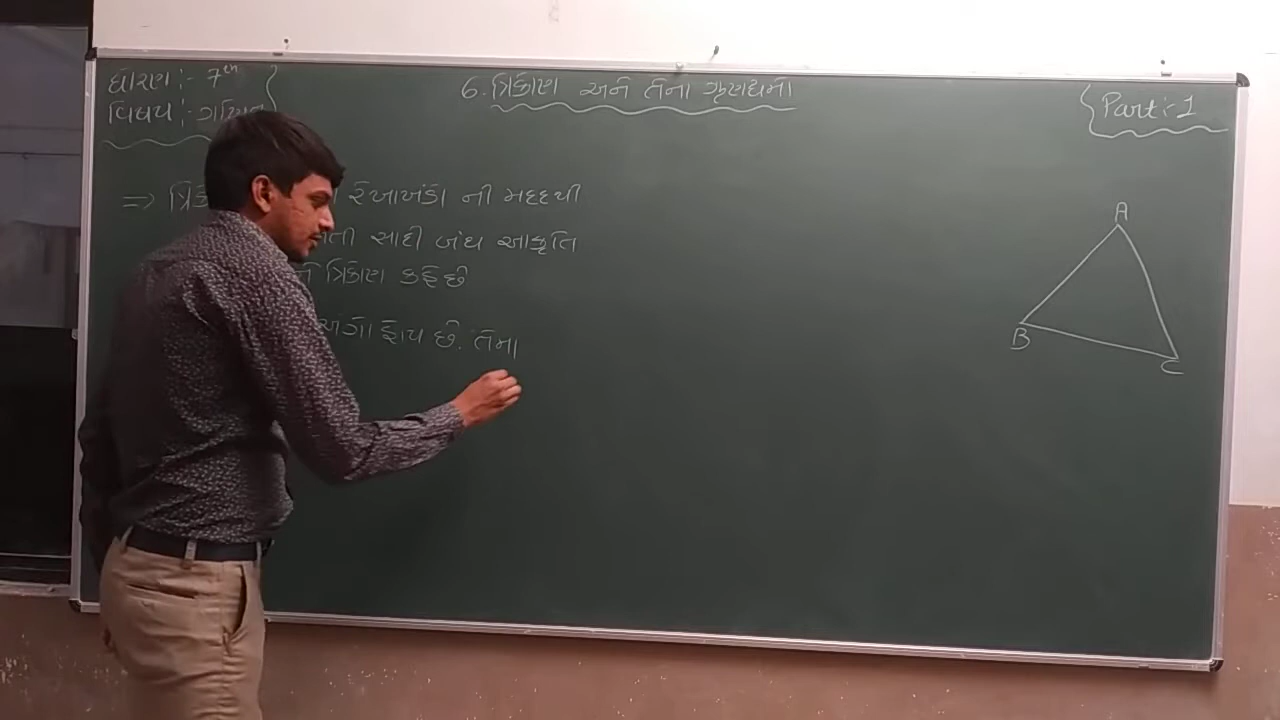 ધોરણ :- 7th
વિષય :- ગણિત
6. ત્રિકોણ અને તેના ગુણધર્મો
Part:-1
⇒ રેખાખંડો ની મદદથી
સાદી બંધ આકૃતિ
ત્રિકોણ કહે છે
અંગો હોય છે. તેમા
A
B
C